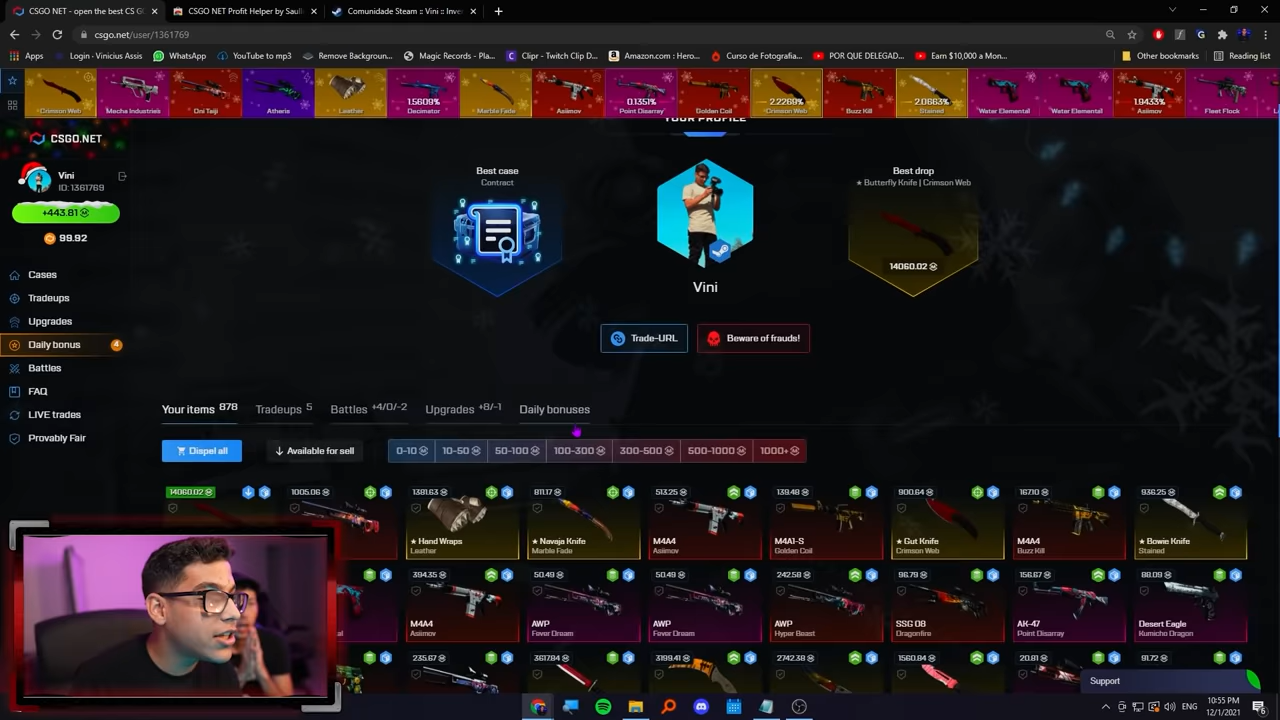 CSGO NET - open the best CS G
CSGO NET Profit Helper by Saul
Comunidade Steam :: Vini :: Inve
csgo.net/user/1361769
Apps
Login - Vinicius Assis
WhatsApp
YouTube to mp3
Remove Backgroun...
Magic Records - Pla...
Clipr - Twitch Clip D...
Amazon.com : Hero...
Curso de Fotografia...
POR QUE DELEGAD...
Earn $10,000 a Mon...
Other bookmarks
Reading list
Crimson Web
Mecha Industries
Oni Taiji
Atheris
Leather
1.5609%
Decimator
Marble Fade
Asiimov
0.1351%
Point Disarray
Golden Coil
2.2269%
Crimson Web
Buzz Kill
2.0663%
Stained
Water Elemental
Water Elemental
1.9433%
Asiimov
Fleet Flock
YOUR PROFILE
CSGO.NET
Vini
ID: 1361769
+443.81
99.92
Cases
Tradeups
Upgrades
Daily bonus
4
Battles
FAQ
LIVE trades
Provably Fair
Best case
Contract
Best drop
★ Butterfly Knife | Crimson Web
14060.02
Vini
Trade-URL
Beware of frauds!
Your items 878
Tradeups 5
Battles +4/0/-2
Upgrades +8/-1
Daily bonuses
Dispel all
Available for sell
0-10
10-50
50-100
100-300
300-500
500-1000
1000+
14060.02
1005.06
1381.63
★ Hand Wraps
Leather
811.17
★ Navaja Knife
Marble Fade
513.25
M4A4
Asiimov
139.48
M4A1-S
Golden Coil
900.64
★ Gut Knife
Crimson Web
167.10
M4A4
Buzz Kill
936.25
★ Bowie Knife
Stained
394.35
M4A4
Asiimov
50.49
AWP
Fever Dream
50.49
AWP
Fever Dream
242.58
AWP
Hyper Beast
96.79
SSG 08
Dragonfire
156.67
AK-47
Point Disarray
88.09
Desert Eagle
Kumicho Dragon
235.67
3617.84
3199.41
2742.38
1560.84
20.81
91.72
Support
ENG
10:55 PM
12/1/2021